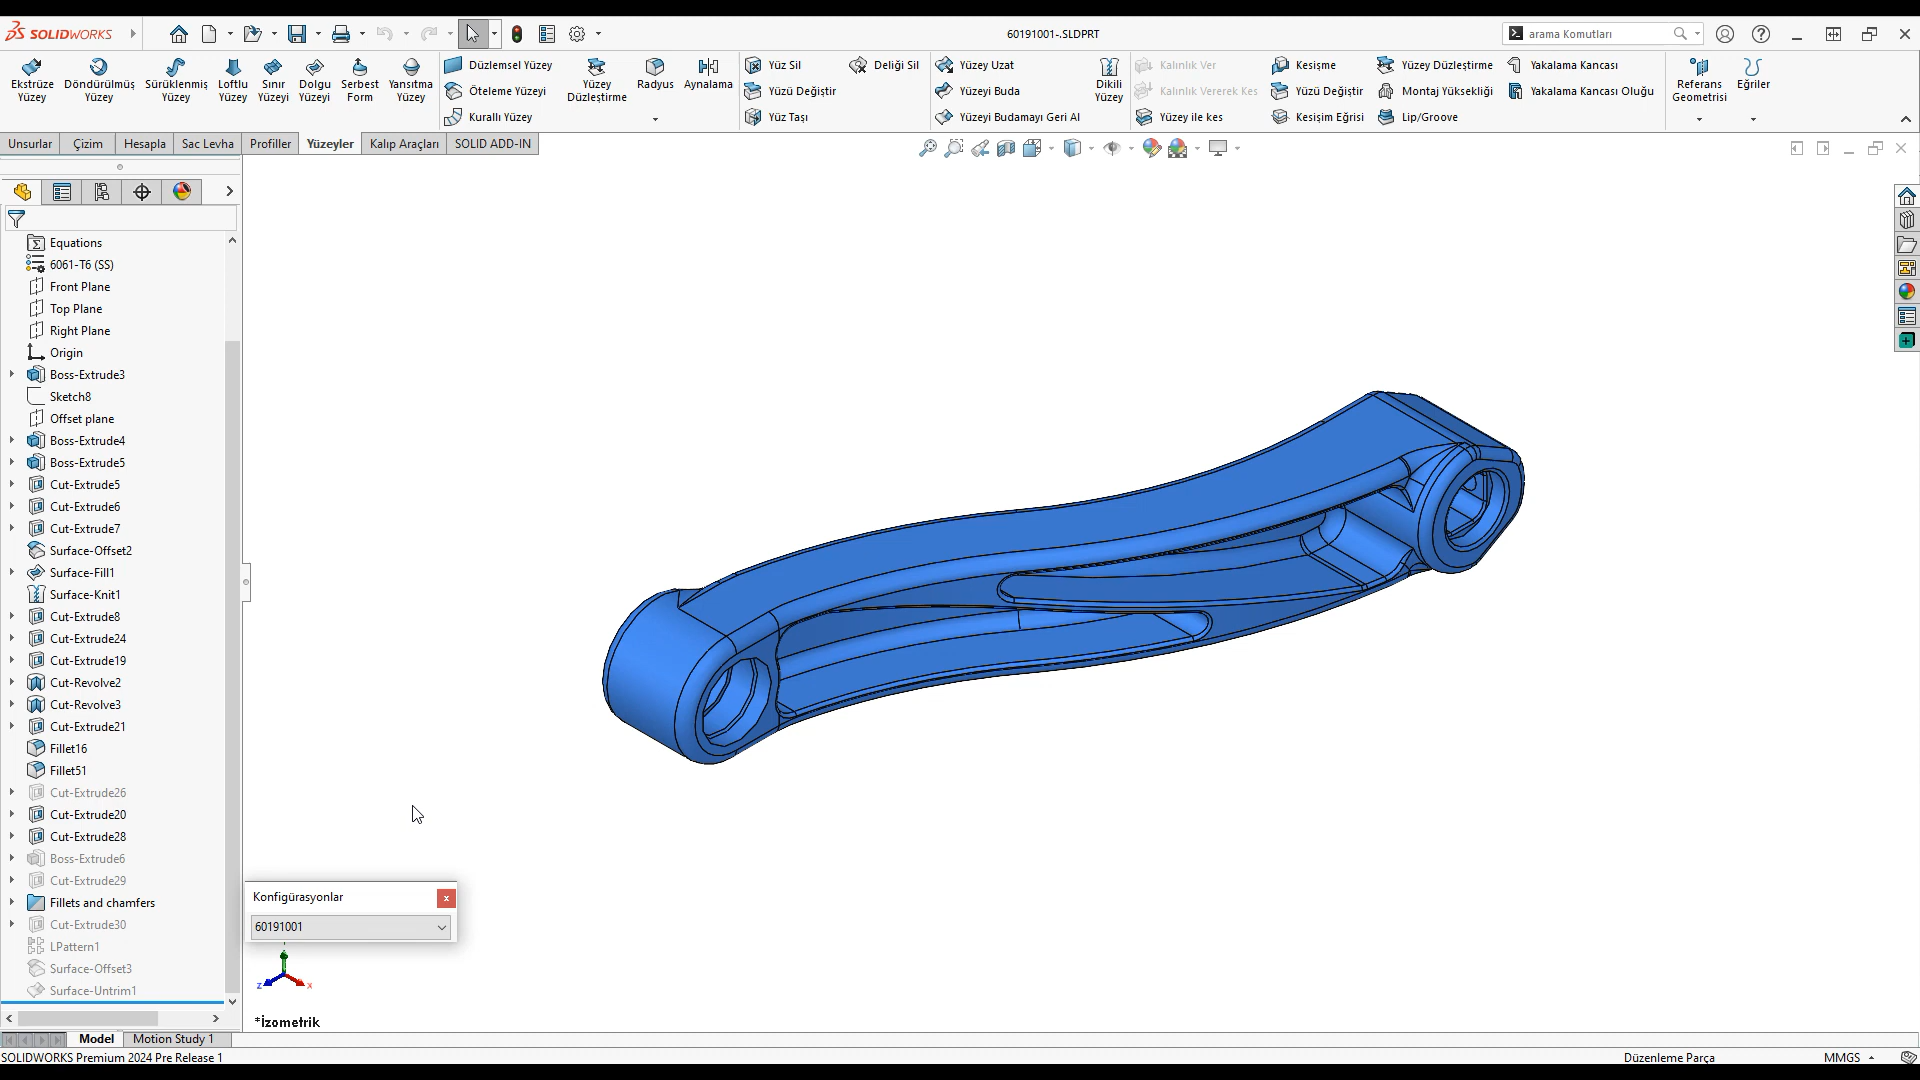 SOLIDWORKS
60191001-.SLDPRT
arama Komutları
Ekstrüze Yüzey
Döndürülmüş Yüzey
Sürüklenmiş Yüzey
Loftlu Yüzey
Sınır Yüzeyi
Dolgu Yüzeyi
Serbest Form
Yansıtma Yüzey
Düzlemsel Yüzey
Öteleme Yüzeyi
Kurallı Yüzey
Yüzey Düzleştirme
Radyus
Aynalama
Yüz Sil
Yüzü Değiştir
Yüz Taşı
Deliği Sil
Yüzey Uzat
Yüzeyi Buda
Yüzeyi Budamayı Geri Al
Dikili Yüzey
Kalınlık Ver
Kalınlık Vererek Kes
Yüzey ile kes
Kesişme
Yüzü Değiştir
Kesişim Eğrisi
Yüzey Düzleştirme
Montaj Yüksekliği
Lip/Groove
Yakalama Kancası
Yakalama Kancası Oluğu
Referans Geometrisi
Eğriler
Unsurlar
Çizim
Hesapla
Sac Levha
Profiller
Yüzeyler
Kalıp Araçları
SOLID ADD-IN
Equations
6061-T6 (SS)
Front Plane
Top Plane
Right Plane
Origin
Boss-Extrude3
Sketch8
Offset plane
Boss-Extrude4
Boss-Extrude5
Cut-Extrude5
Cut-Extrude6
Cut-Extrude7
Surface-Offset2
Surface-Fill1
Surface-Knit1
Cut-Extrude8
Cut-Extrude24
Cut-Extrude19
Cut-Revolve2
Cut-Revolve3
Cut-Extrude21
Fillet16
Fillet51
Cut-Extrude26
Cut-Extrude20
Cut-Extrude28
Boss-Extrude6
Cut-Extrude29
Fillets and chamfers
Cut-Extrude30
LPattern1
Surface-Offset3
Surface-Untrim1
Konfigürasyonlar
x
60191001
z
x
*İzometrik
Model
Motion Study 1
SOLIDWORKS Premium 2024 Pre Release 1
Düzenleme Parça
MMGS